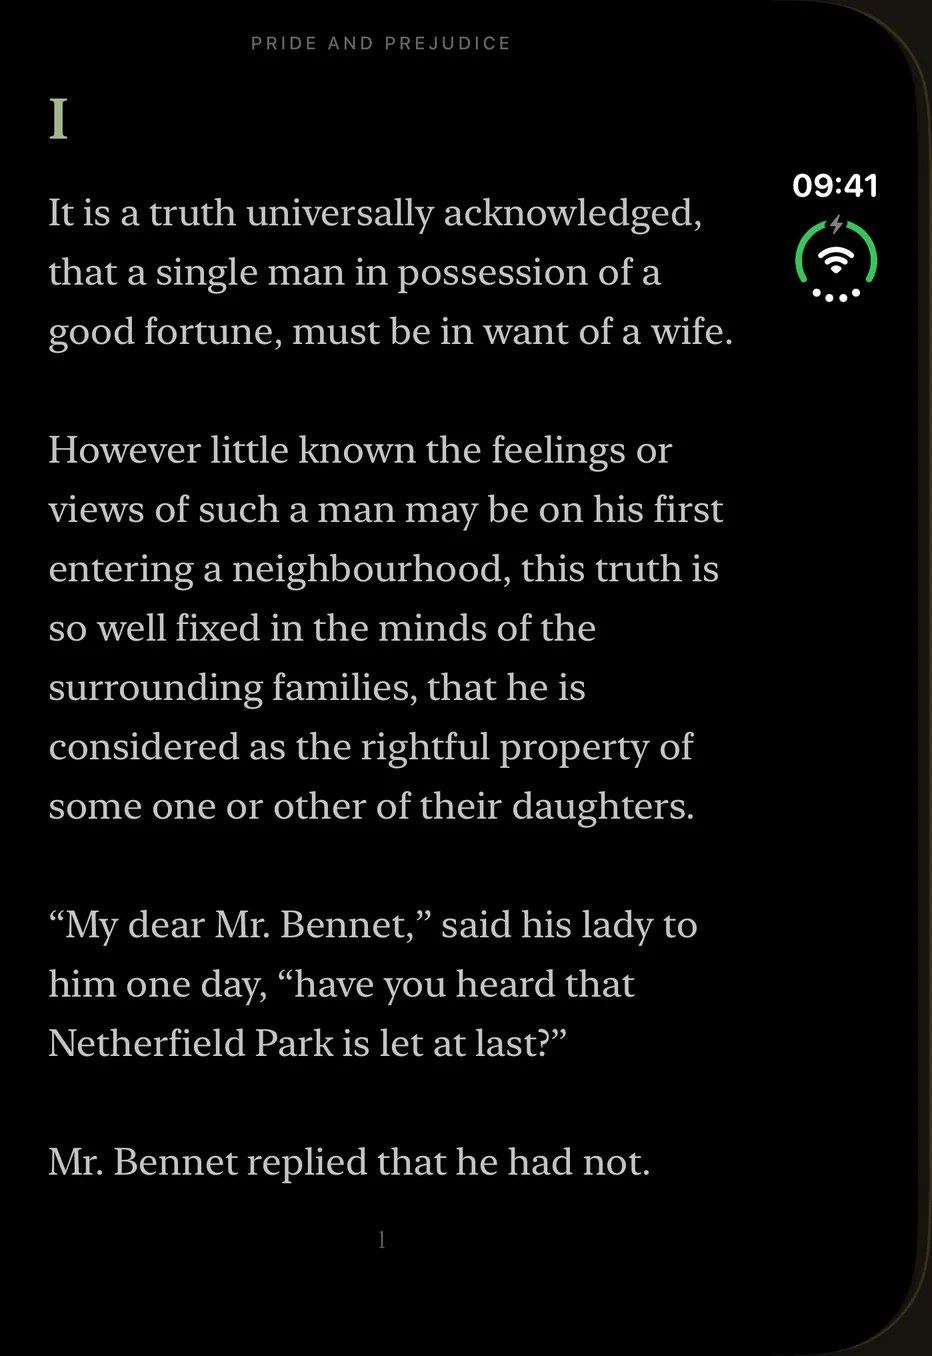 PRIDE AND PREJUDICE
I
09:41
It is a truth universally acknowledged,
that a single man in possession of a
good fortune, must be in want of a wife.
However little known the feelings or
views of such a man may be on his first
entering a neighbourhood, this truth is
so well fixed in the minds of the
surrounding families, that he is
considered as the rightful property of
some one or other of their daughters.
“My dear Mr. Bennet,” said his lady to
him one day, “have you heard that
Netherfield Park is let at last?”
Mr. Bennet replied that he had not.
1